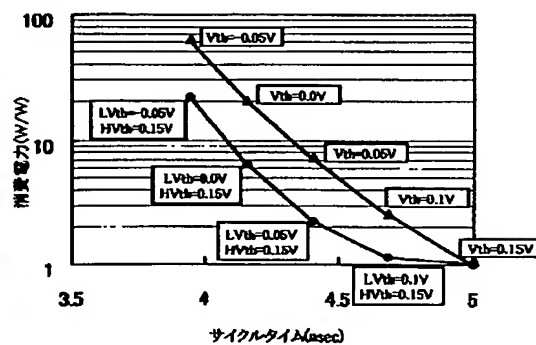 100
10
1
消費電力(W/W)
Vth=-0.05V
Vth=0.0V
Vth=0.05V
Vth=0.1V
Vth=0.15V
LVth=-0.05V
HVth=0.15V
LVth=0.0V
HVth=0.15V
LVth=0.05V
HVth=0.15V
LVth=0.1V
HVth=0.15V
3.5
4
4.5
5
サイクルタイム(nsec)